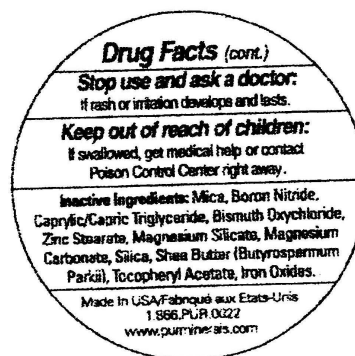 Drug Facts (cont.)
Stop use and ask a doctor:
If rash or irritation develops and lasts.
Keep out of reach of children:
If swallowed, get medical help or contact
Poison Control Center right away.
Inactive Ingredients: Mica, Boron Nitride,
Caprylic/Capric Triglyceride, Bismuth Oxychloride,
Zinc Stearate, Magnesium Silicate, Magnesium
Carbonate, Silica, Shea Butter (Butyrospermum
Parkii), Tocopheryl Acetate, Iron Oxides.
Made In USA/Fabriqué aux Etats-Unis
1.866.PUR.0022
www.purminerals.com